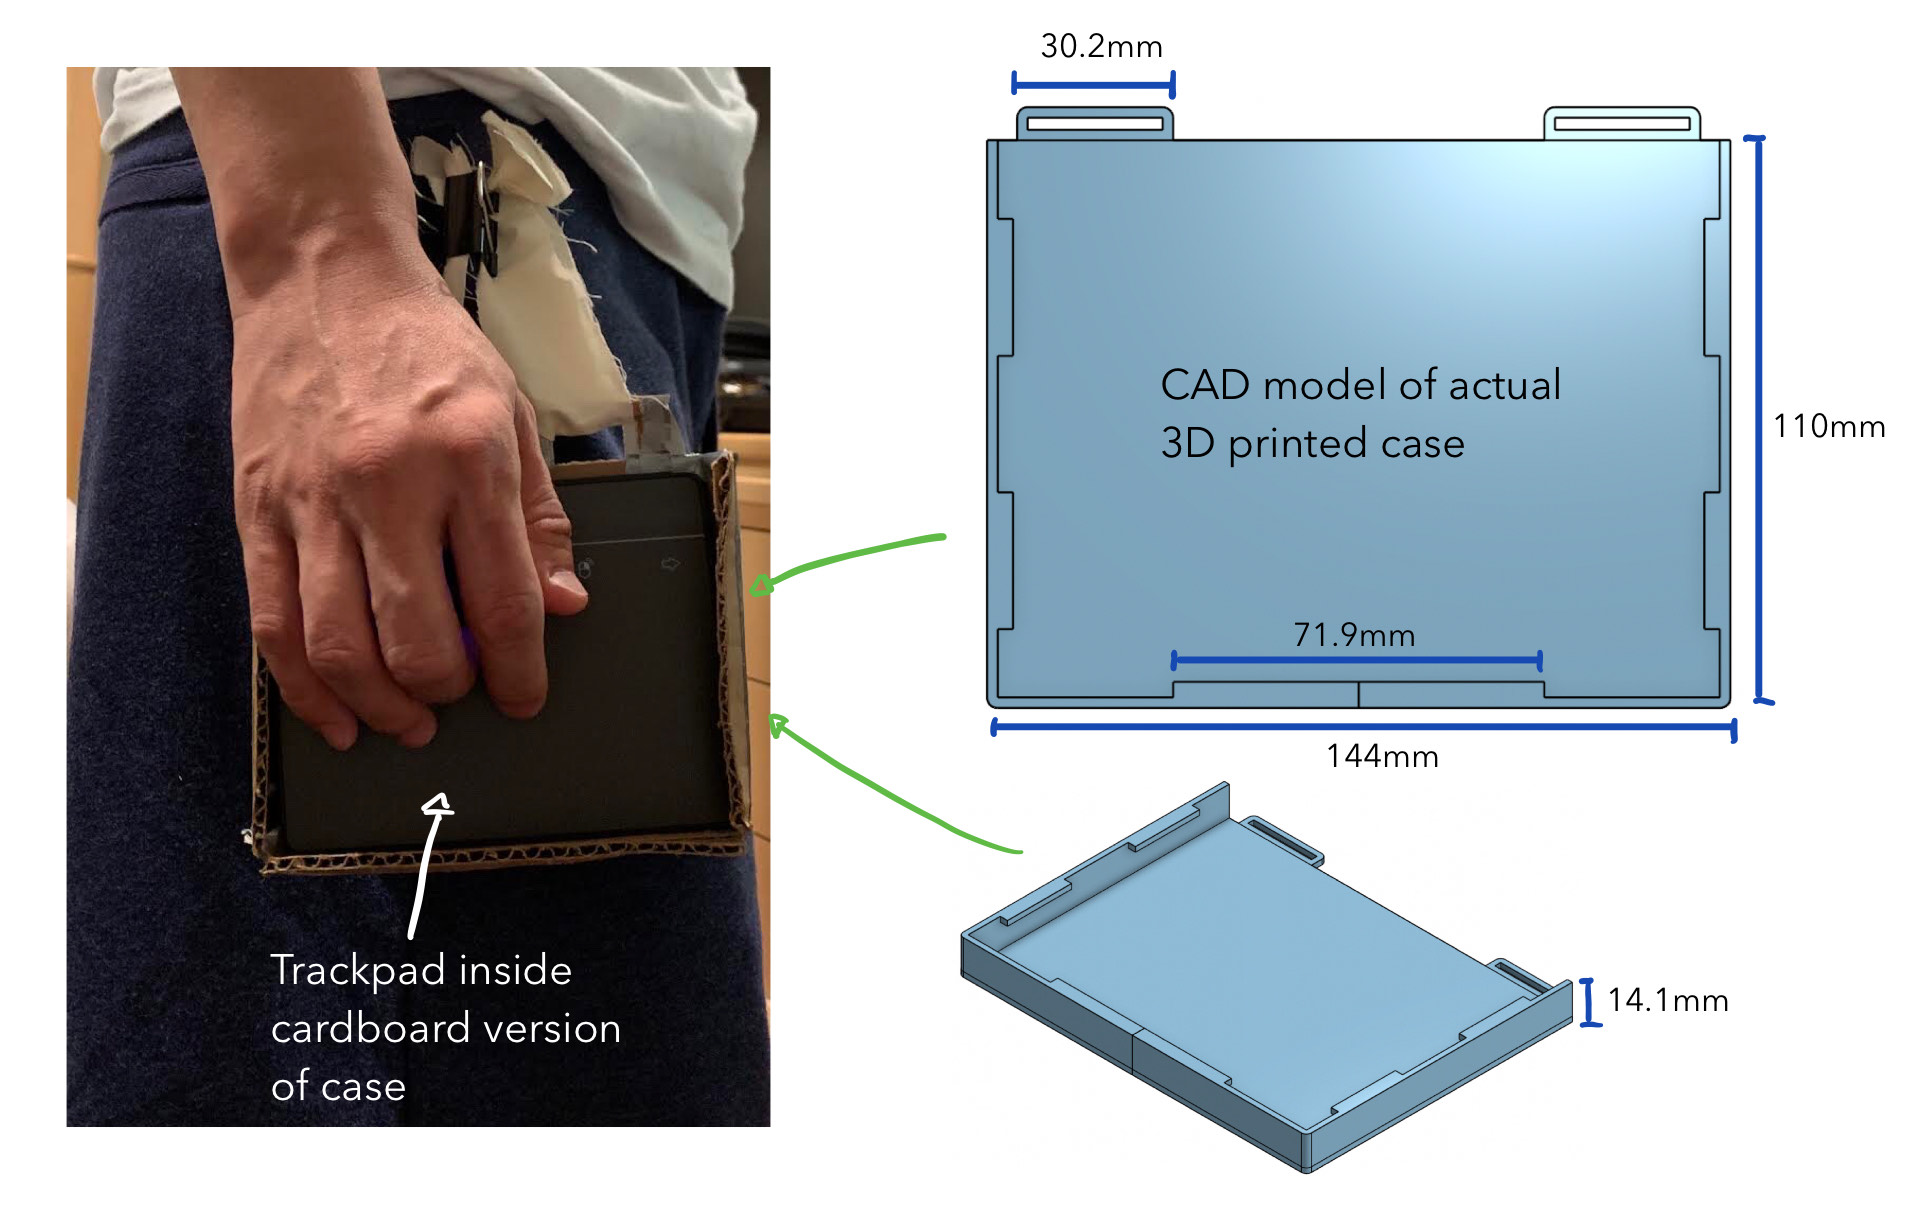 30.2mm
CAD model of actual
3D printed case
110mm
71.9mm
144mm
14.1mm
Trackpad inside
cardboard version
of case